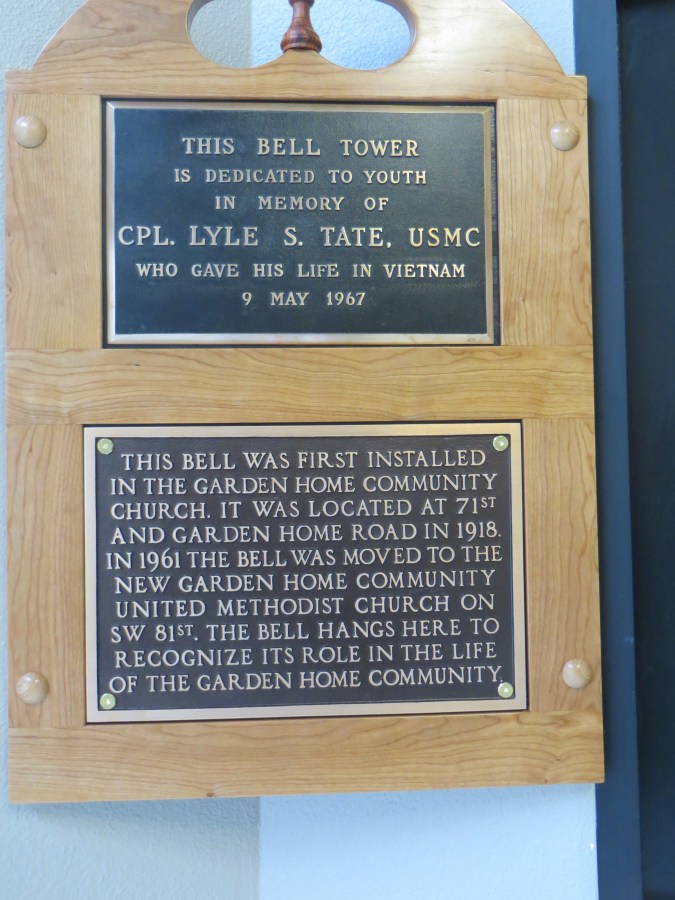 THIS BELL TOWER
IS DEDICATED TO YOUTH
IN MEMORY OF
CPL. LYLE S. TATE, USMC
WHO GAVE HIS LIFE IN VIETNAM
9 MAY 1967
THIS BELL WAS FIRST INSTALLED
IN THE GARDEN HOME COMMUNITY
CHURCH. IT WAS LOCATED AT 71ST
AND GARDEN HOME ROAD IN 1918.
IN 1961 THE BELL WAS MOVED TO THE
NEW GARDEN HOME COMMUNITY
UNITED METHODIST CHURCH ON
SW 81ST. THE BELL HANGS HERE TO
RECOGNIZE ITS ROLE IN THE LIFE
OF THE GARDEN HOME COMMUNITY.